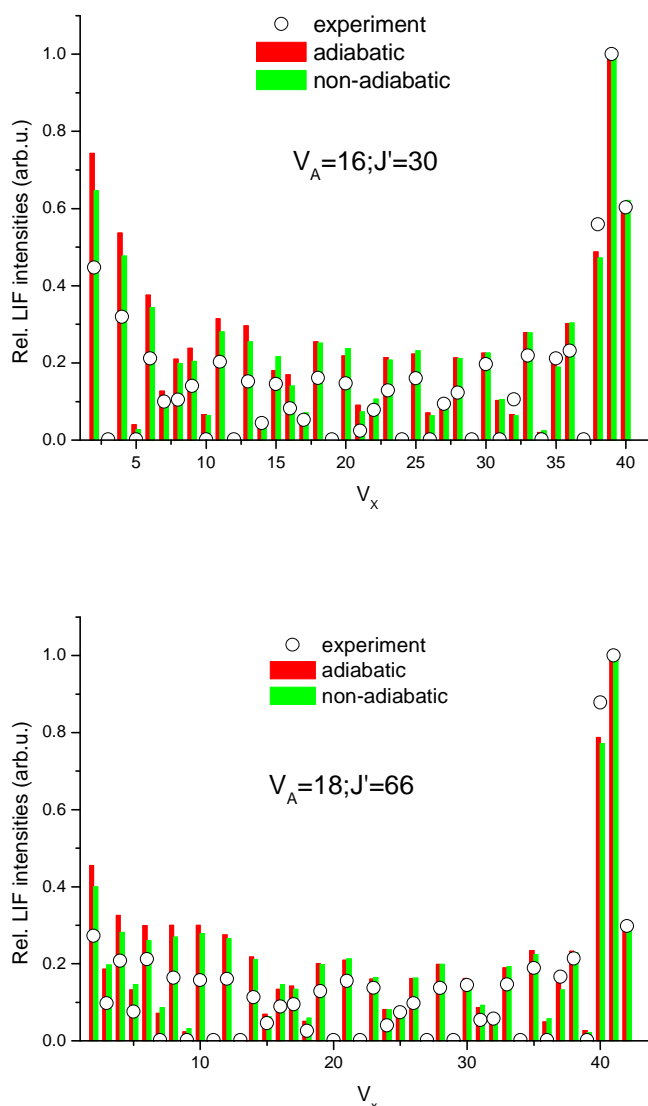 experiment
adiabatic
non-adiabatic
V_A=16;J'=30
Rel. LIF intensities (arb.u.)
1.0
0.8
0.6
0.4
0.2
0.0
5 10 15 20 25 30 35 40
V_X
experiment
adiabatic
non-adiabatic
V_A=18;J'=66
Rel. LIF intensities (arb.u.)
1.0
0.8
0.6
0.4
0.2
0.0
10 20 30 40
V_x